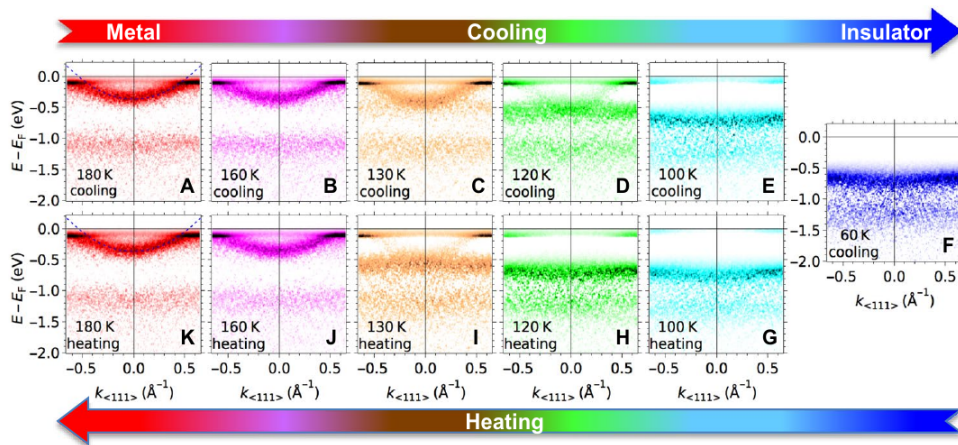 Metal Cooling Insulator
E − E_F (eV)
0.0
−0.5
−1.0
−1.5
−2.0
180 K
cooling
A
160 K
cooling
B
130 K
cooling
C
120 K
cooling
D
100 K
cooling
E
0.0
−0.5
−1.0
−1.5
−2.0
60 K
cooling
F
−0.5 0.0 0.5
k<111> (Å⁻¹)
E − E_F (eV)
0.0
−0.5
−1.0
−1.5
−2.0
180 K
heating
K
160 K
heating
J
130 K
heating
I
120 K
heating
H
100 K
heating
G
−0.5 0.0 0.5 −0.5 0.0 0.5 −0.5 0.0 0.5 −0.5 0.0 0.5 −0.5 0.0 0.5
k<111> (Å⁻¹) k<111> (Å⁻¹) k<111> (Å⁻¹) k<111> (Å⁻¹) k<111> (Å⁻¹)
Heating